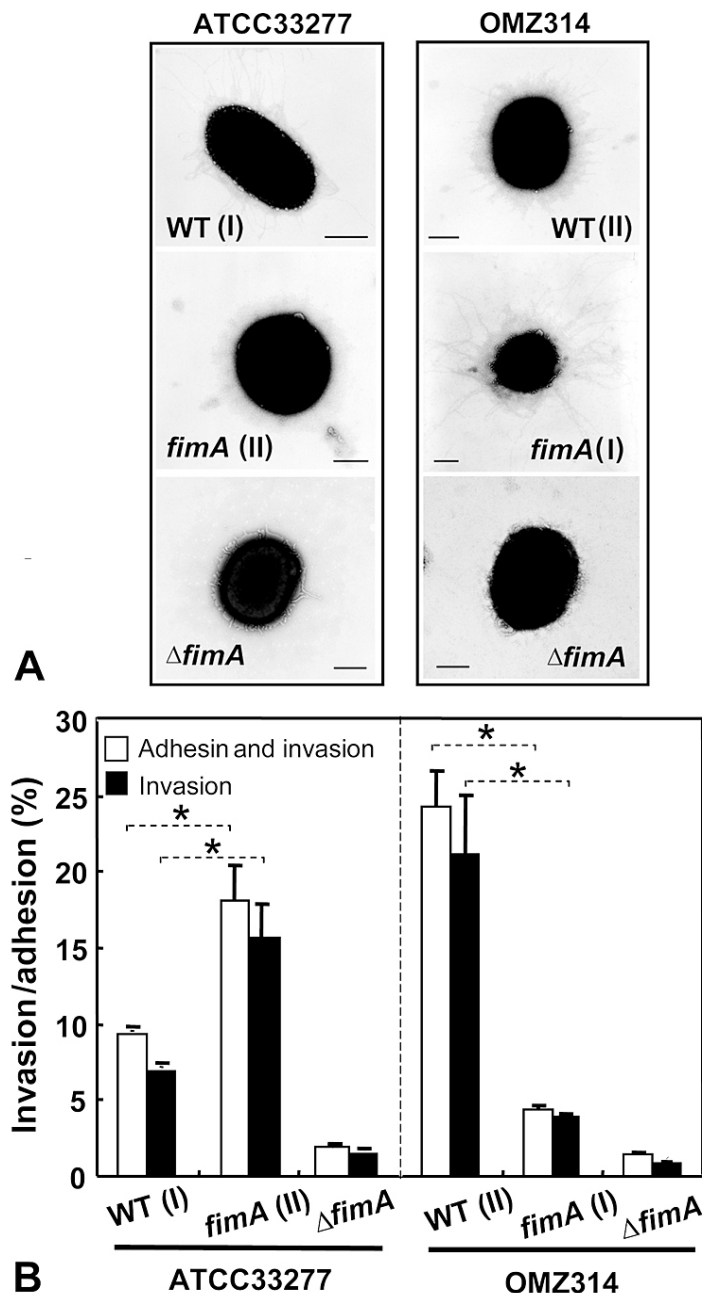 ATCC33277
OMZ314
WT (I)
WT (II)
fimA (II)
fimA (I)
ΔfimA
ΔfimA
A
30
25
20
15
10
5
0
Invasion/adhesion (%)
Adhesin and invasion
Invasion
*
*
*
*
WT (I)
fimA (II)
ΔfimA
WT (II)
fimA (I)
ΔfimA
ATCC33277
OMZ314
B